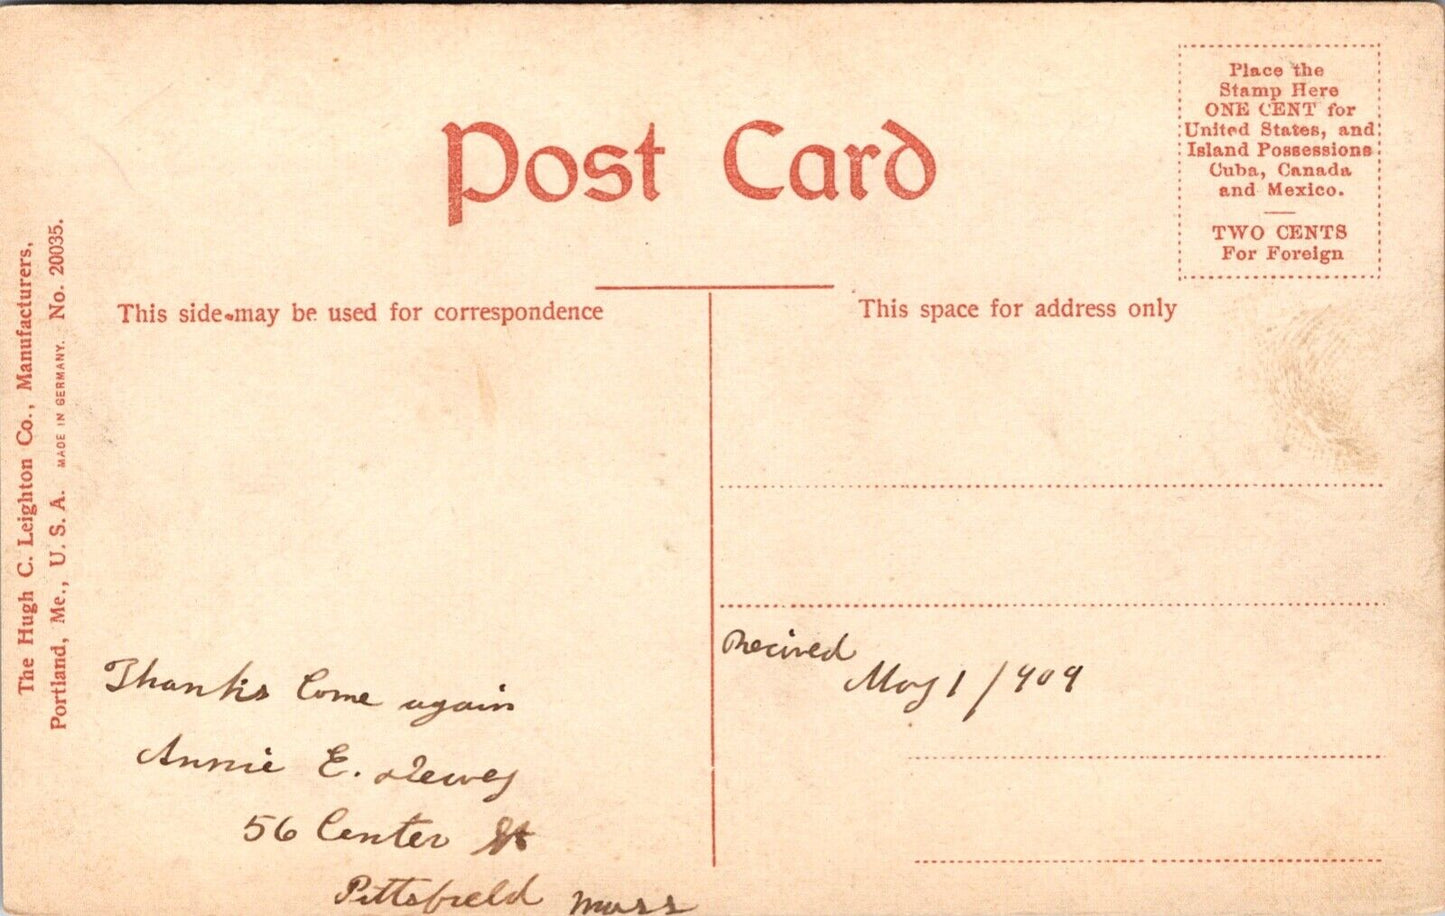 Post Card
Place the
Stamp Here
ONE CENT for
United States, and
Island Possessions
Cuba, Canada
and Mexico.
TWO CENTS
For Foreign
This side may be used for correspondence
This space for address only
The Hugh C. Leighton Co., Manufacturers,
Portland, Me., U. S. A. MADE IN GERMANY. No. 20035.
Thanks Come again
Annie E. Dewey
56 Center St
Pittsfield Mass
Recived
May 1 / 909